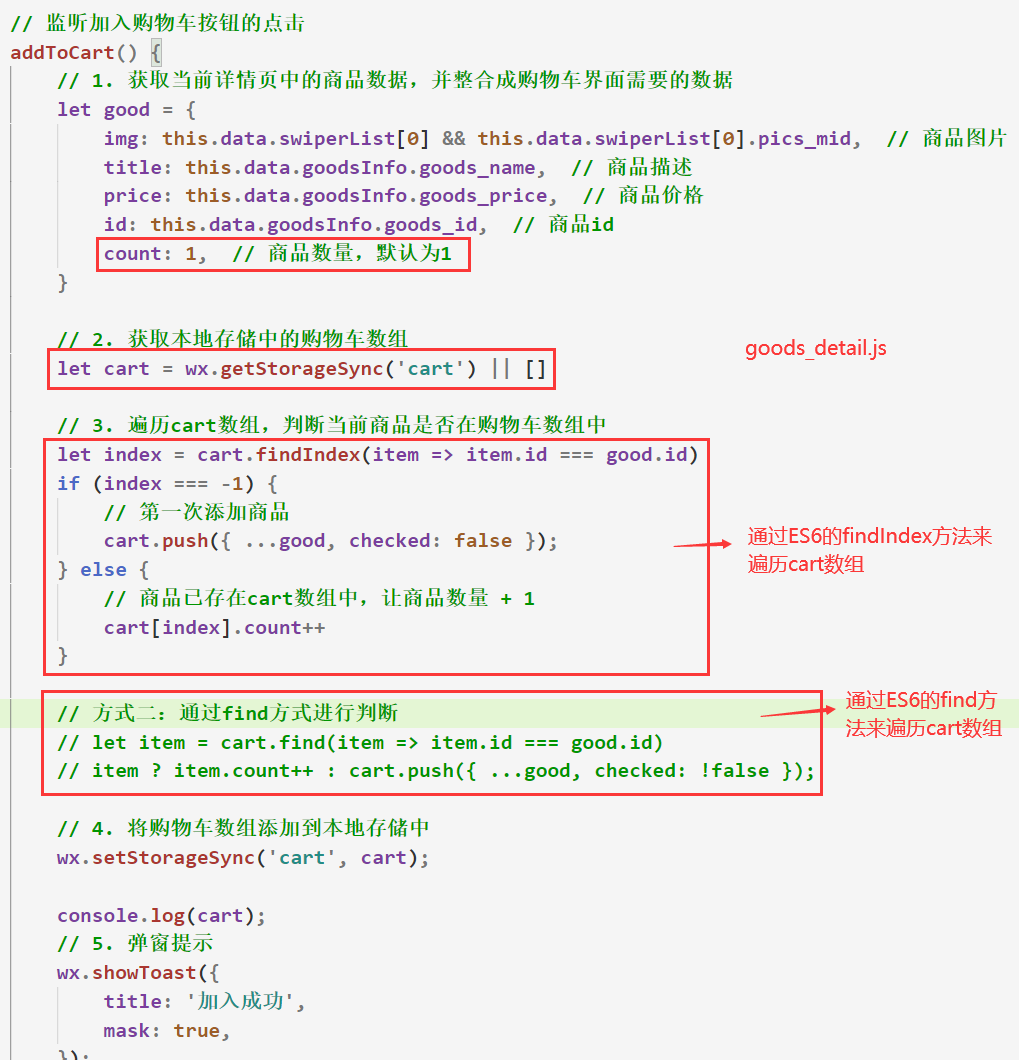 // 监听加入购物车按钮的点击
addToCart() {
// 1. 获取当前详情页中的商品数据，并整合成购物车界面需要的数据
let good = {
img: this.data.swiperList[0] && this.data.swiperList[0].pics_mid, // 商品图片
title: this.data.goodsInfo.goods_name, // 商品描述
price: this.data.goodsInfo.goods_price, // 商品价格
id: this.data.goodsInfo.goods_id, // 商品id
count: 1, // 商品数量，默认为1
}
// 2. 获取本地存储中的购物车数组
goods_detail.js
let cart = wx.getStorageSync('cart') || []
// 3. 遍历cart数组，判断当前商品是否在购物车数组中
let index = cart.findIndex(item => item.id === good.id)
if (index === -1) {
// 第一次添加商品
cart.push({ ...good, checked: false });
通过ES6的findIndex方法来
遍历cart数组
} else {
// 商品已存在cart数组中，让商品数量 + 1
cart[index].count++
}
// 方式二：通过find方式进行判断
通过ES6的find方
法来遍历cart数组
// let item = cart.find(item => item.id === good.id)
// item ? item.count++ : cart.push({ ...good, checked: !false });
// 4. 将购物车数组添加到本地存储中
wx.setStorageSync('cart', cart);
console.log(cart);
// 5. 弹窗提示
wx.showToast({
title: '加入成功',
mask: true,
});